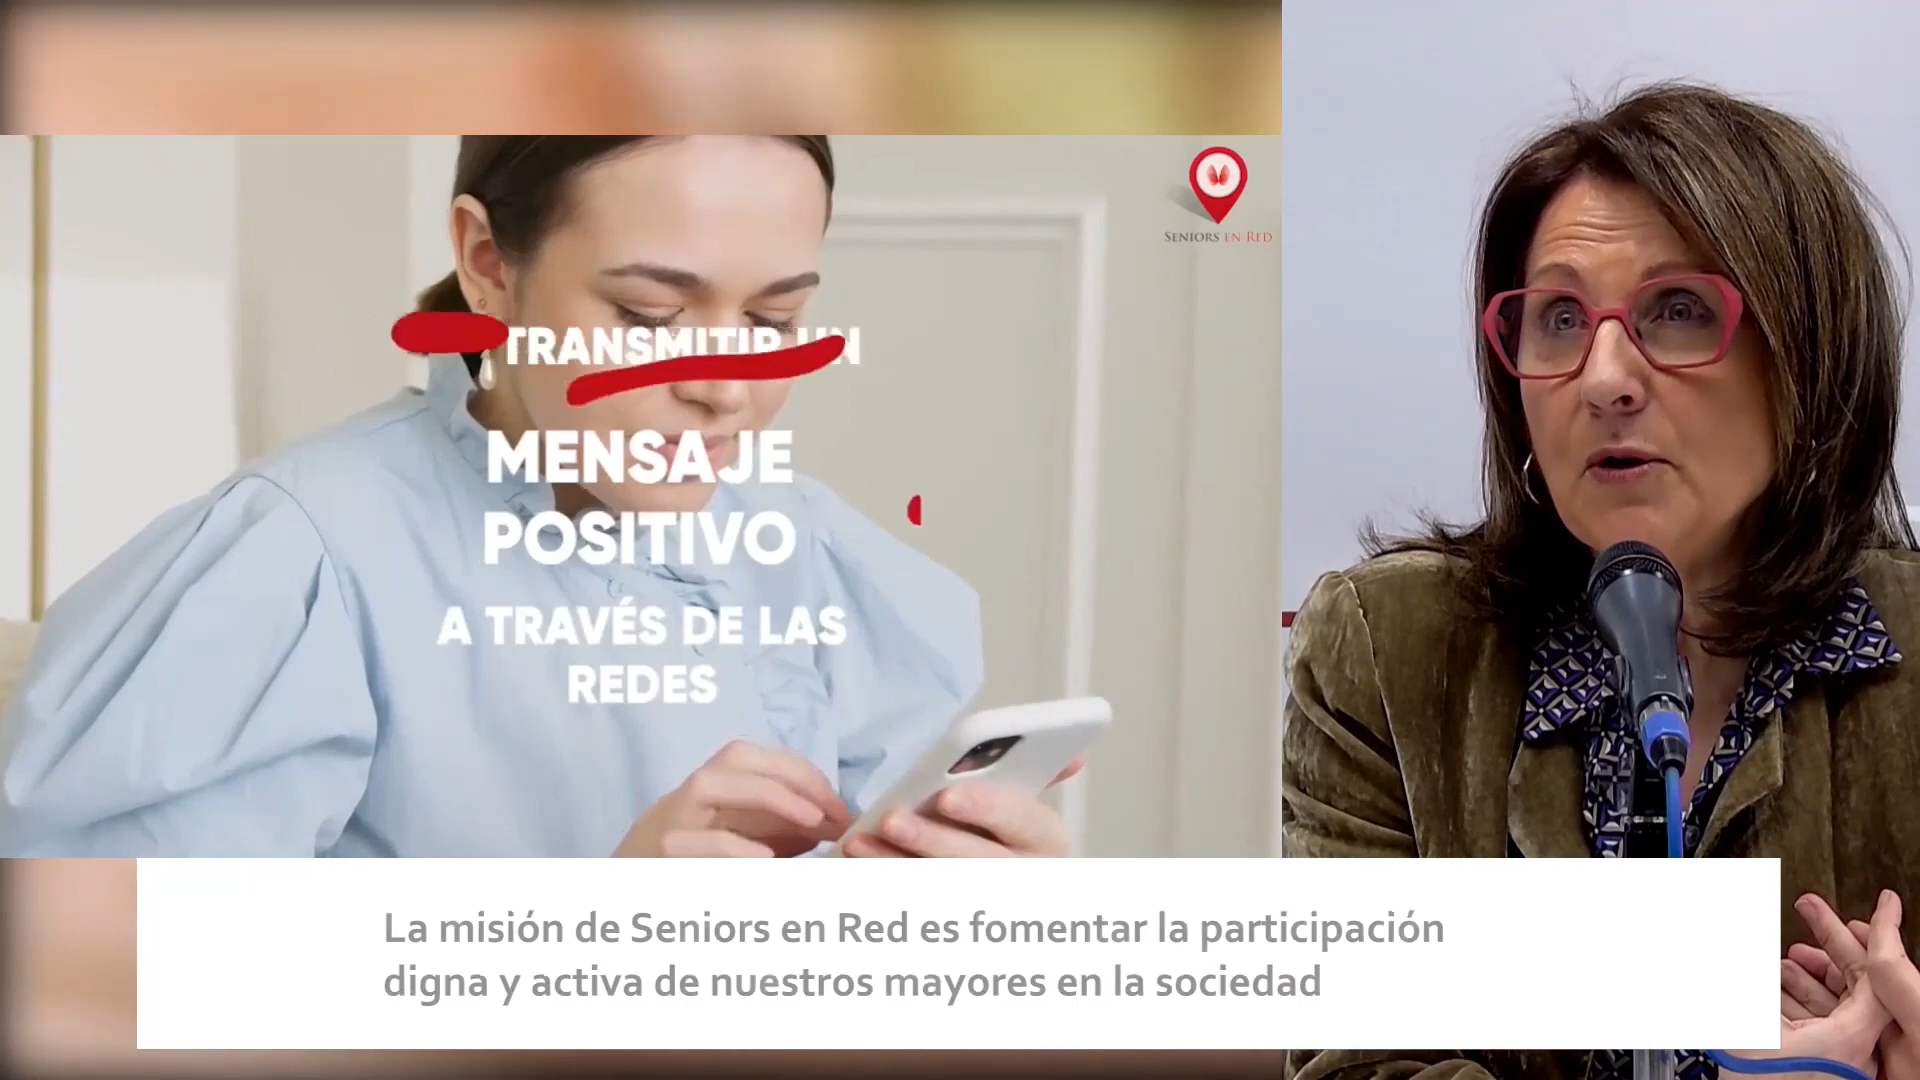 SENIORS EN RED
TRANSMITIR UN
MENSAJE
POSITIVO
A TRAVÉS DE LAS
REDES
La misión de Seniors en Red es fomentar la participación
digna y activa de nuestros mayores en la sociedad